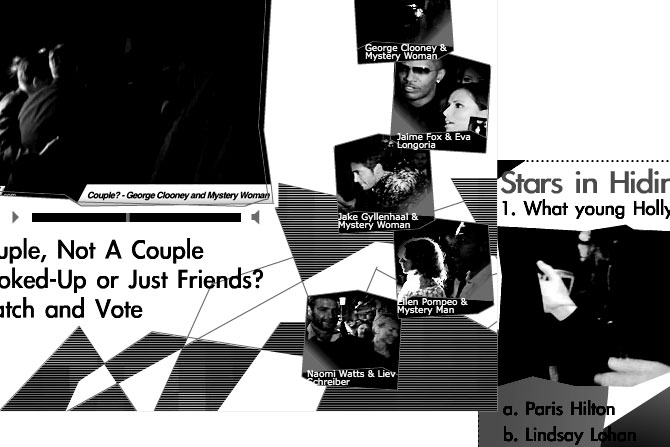 George Clooney &
Mystery Woman
Jaime Fox & Eva
Longoria
Couple? - George Clooney and Mystery Woman
Jake Gyllenhaal &
Mystery Woman
uple, Not A Couple
oked-Up or Just Friends?
atch and Vote
Ellen Pompeo &
Mystery Man
Naomi Watts & Liev
Schreiber
Stars in Hidin
1. What young Holly
a. Paris Hilton
b. Lindsay Lohan